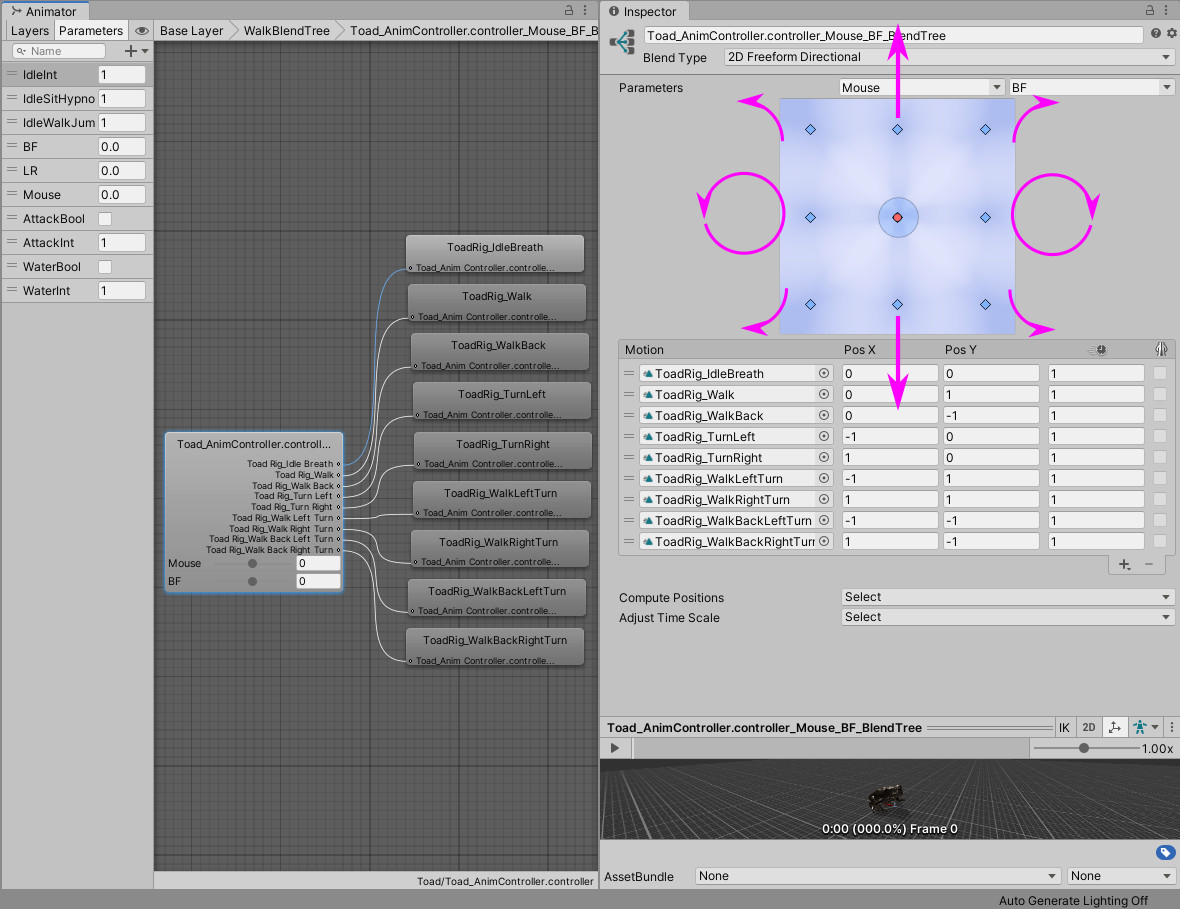 Animator
Layers Parameters Base Layer WalkBlendTree Toad_AnimController.controller_Mouse_BF_B
Name
IdleInt 1
IdleSitHypno 1
IdleWalkJum 1
BF 0.0
LR 0.0
Mouse 0.0
AttackBool
AttackInt 1
WaterBool
WaterInt 1
ToadRig_IdleBreath
Toad_Anim Controller.controlle...
ToadRig_Walk
Toad_Anim Controller.controlle...
ToadRig_WalkBack
Toad_Anim Controller.controlle...
ToadRig_TurnLeft
Toad_Anim Controller.controlle...
ToadRig_TurnRight
Toad_Anim Controller.controlle...
ToadRig_WalkLeftTurn
Toad_Anim Controller.controlle...
ToadRig_WalkRightTurn
Toad_Anim Controller.controlle...
ToadRig_WalkBackLeftTurn
Toad_Anim Controller.controlle...
ToadRig_WalkBackRightTurn
Toad_Anim Controller.controlle...
Toad_AnimController.controll...
Toad Rig_Idle Breath
Toad Rig_Walk
Toad Rig_Walk Back
Toad Rig_Turn Left
Toad Rig_Turn Right
Toad Rig_Walk Left Turn
Toad Rig_Walk Right Turn
Toad Rig_Walk Back Left Turn
Toad Rig_Walk Back Right Turn
Mouse 0
BF 0
Toad/Toad_AnimController.controller
Inspector
Toad_AnimController.controller_Mouse_BF_BlendTree
Blend Type 2D Freeform Directional
Parameters Mouse BF
Motion Pos X Pos Y
ToadRig_IdleBreath 0 0 1
ToadRig_Walk 0 1 1
ToadRig_WalkBack 0 -1 1
ToadRig_TurnLeft -1 0 1
ToadRig_TurnRight 1 0 1
ToadRig_WalkLeftTurn -1 1 1
ToadRig_WalkRightTurn 1 1 1
ToadRig_WalkBackLeftTurn -1 -1 1
ToadRig_WalkBackRightTur 1 -1 1
Compute Positions Select
Adjust Time Scale Select
Toad_AnimController.controller_Mouse_BF_BlendTree IK 2D
1.00x
0:00 (000.0%) Frame 0
AssetBundle None None
Auto Generate Lighting Off